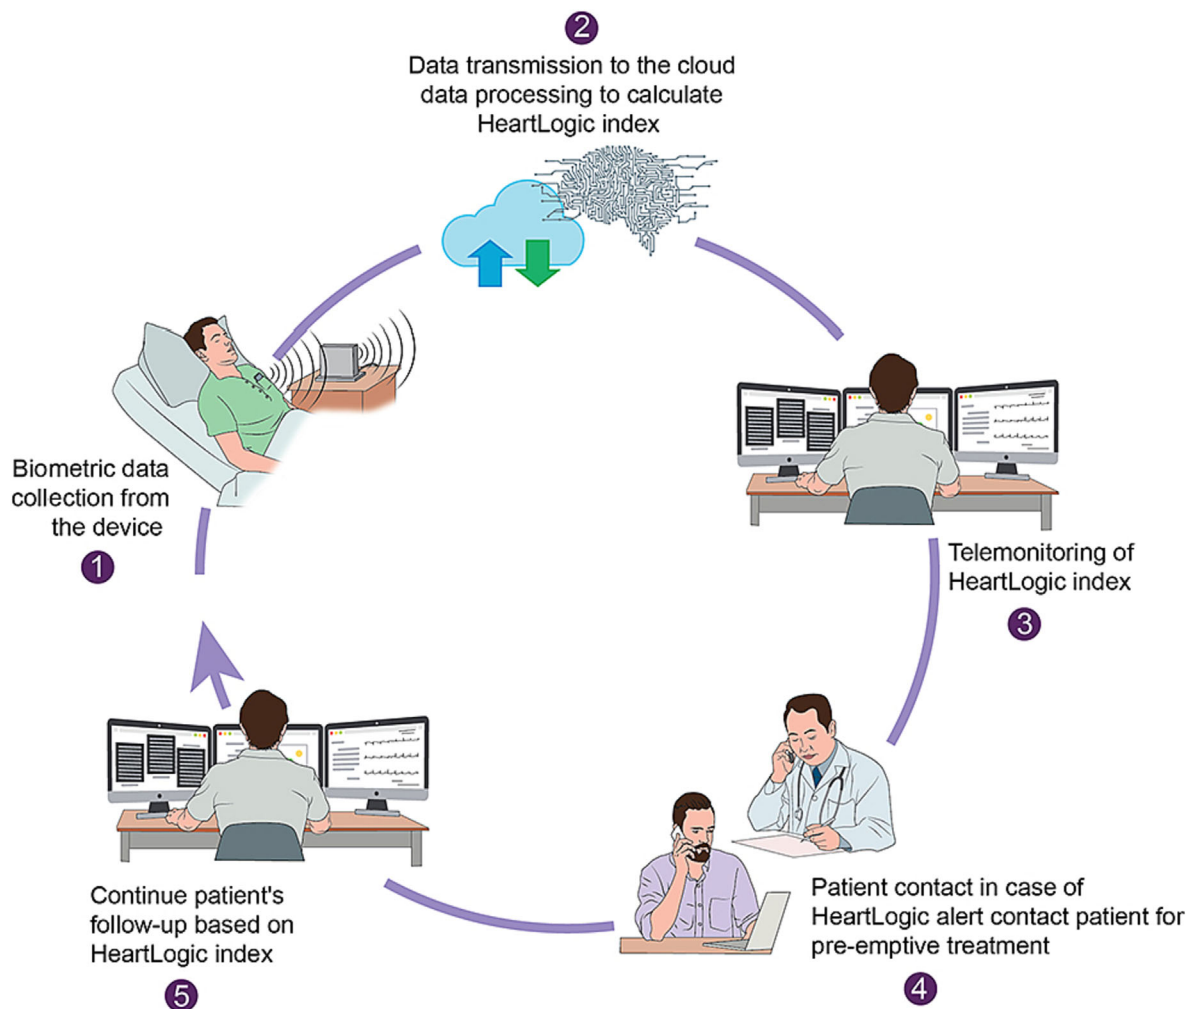 2
Data transmission to the cloud
data processing to calculate
HeartLogic index
Biometric data
collection from
the device
1
Telemonitoring of
HeartLogic index
3
Patient contact in case of
HeartLogic alert contact patient for
pre-emptive treatment
4
Continue patient's
follow-up based on
HeartLogic index
5